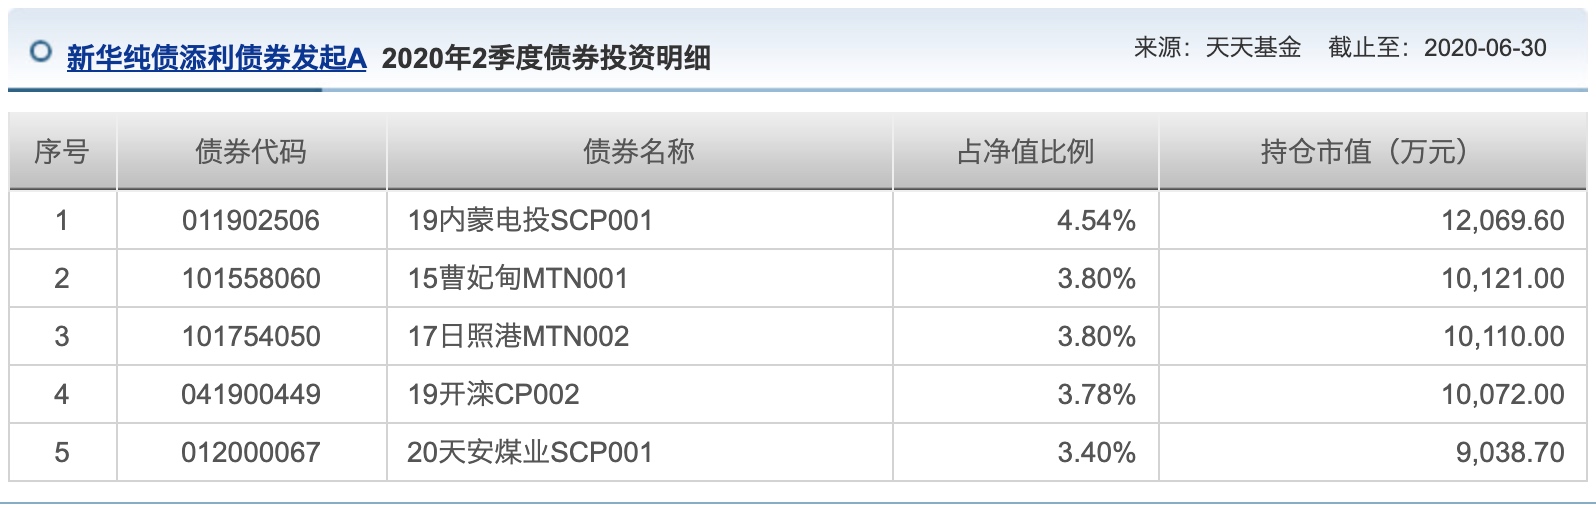 新华纯债添利债券发起A 2020年2季度债券投资明细 来源：天天基金 截止至：2020-06-30
序号 债券代码 债券名称 占净值比例 持仓市值（万元）
1 011902506 19内蒙电投SCP001 4.54% 12,069.60
2 101558060 15曹妃甸MTN001 3.80% 10,121.00
3 101754050 17日照港MTN002 3.80% 10,110.00
4 041900449 19开滦CP002 3.78% 10,072.00
5 012000067 20天安煤业SCP001 3.40% 9,038.70